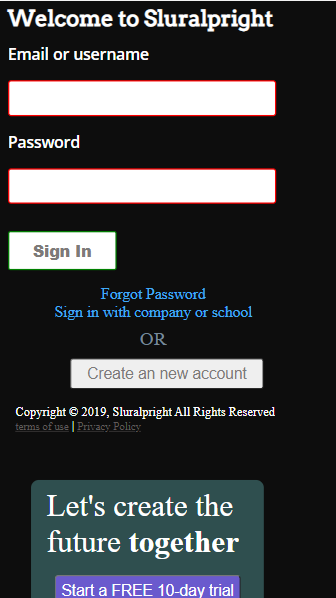 Welcome to Sluralpright
Email or username
Password
Sign In
Forgot Password
Sign in with company or school
OR
Create an new account
Copyright © 2019, Sluralpright All Rights Reserved
terms of use | Privacy Policy
Let's create the
future together
Start a FREE 10-day trial